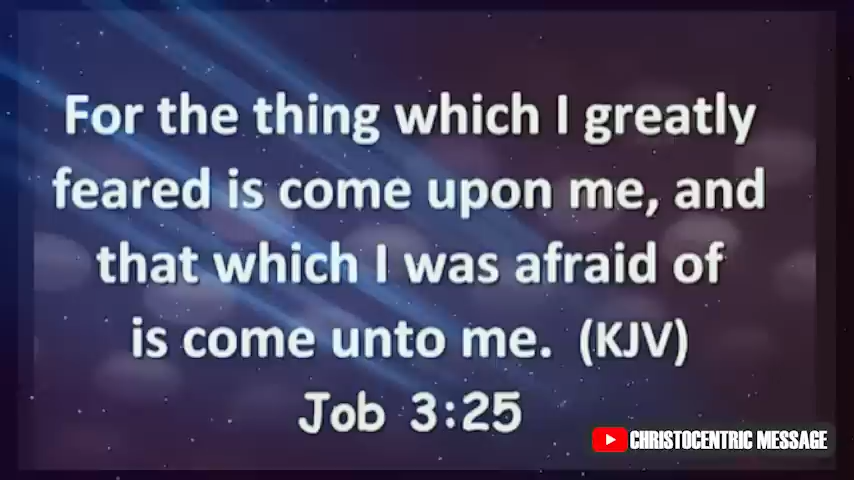 For the thing which I greatly
feared is come upon me, and
that which I was afraid of
is come unto me. (KJV)
Job 3:25
CHRISTOCENTRIC MESSAGE